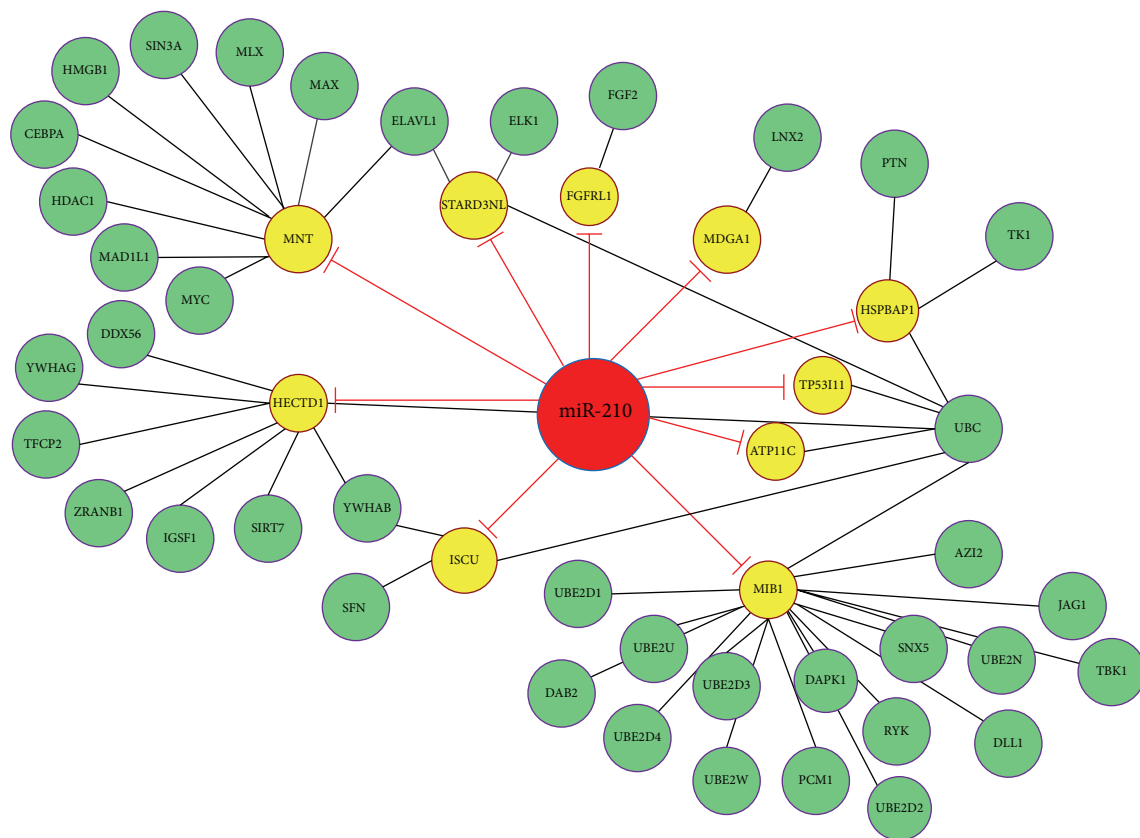 SIN3A
MLX
HMGB1
MAX
FGF2
ELAVL1
ELK1
CEBPA
LNX2
PTN
HDAC1
STARD3NL
FGFRL1
MNT
MDGA1
TK1
MAD1L1
MYC
HSPBAP1
DDX56
YWHAG
TP53I11
HECTD1
miR-210
UBC
TFCP2
ATP11C
ZRANB1
YWHAB
SIRT7
IGSF1
AZI2
ISCU
MIB1
UBE2D1
SFN
JAG1
UBE2U
SNX5
UBE2N
TBK1
DAPK1
UBE2D3
DAB2
RYK
UBE2D4
DLL1
UBE2W
PCM1
UBE2D2